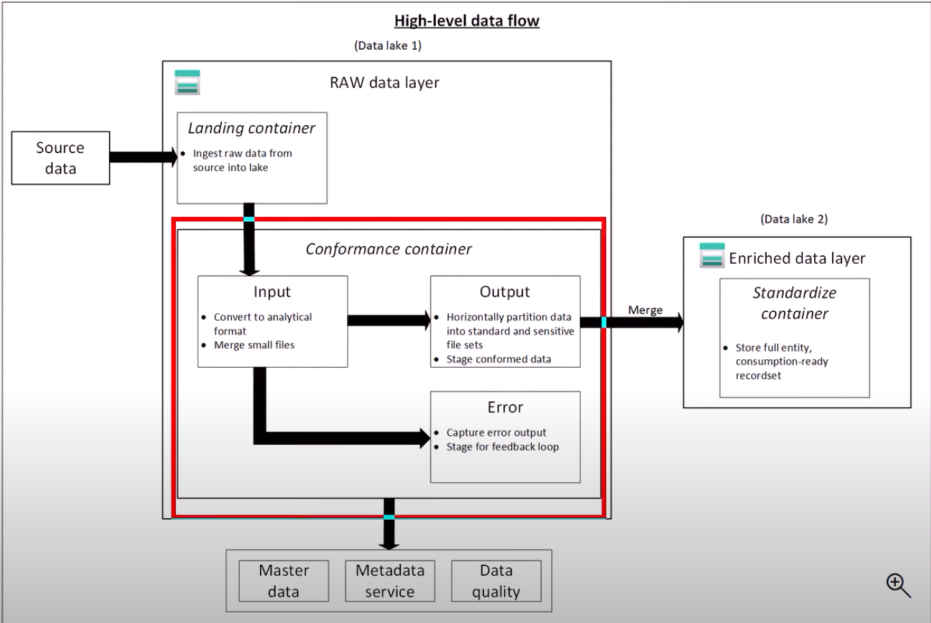 High-level data flow
(Data lake 1)
RAW data layer
Landing container
• Ingest raw data from
source into lake
Source
data
Conformance container
Input
• Convert to analytical
format
• Merge small files
Output
• Horizontally partition data
into standard and sensitive
file sets
• Stage conformed data
Error
• Capture error output
• Stage for feedback loop
Merge
(Data lake 2)
Enriched data layer
Standardize
container
• Store full entity,
consumption-ready
recordset
Master
data
Metadata
service
Data
quality